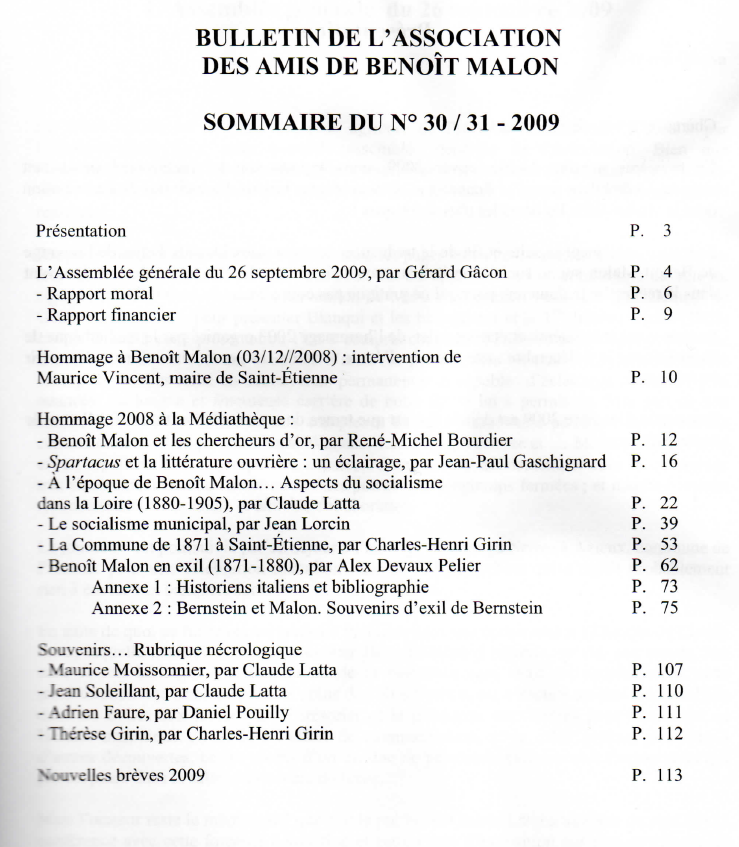 BULLETIN DE L'ASSOCIATION
DES AMIS DE BENOÎT MALON
SOMMAIRE DU N° 30 / 31 - 2009
Présentation P. 3
L'Assemblée générale du 26 septembre 2009, par Gérard Gâcon P. 4
- Rapport moral P. 6
- Rapport financier P. 9
Hommage à Benoît Malon (03/12//2008) : intervention de
Maurice Vincent, maire de Saint-Étienne P. 10
Hommage 2008 à la Médiathèque :
- Benoît Malon et les chercheurs d'or, par René-Michel Bourdier P. 12
- Spartacus et la littérature ouvrière : un éclairage, par Jean-Paul Gaschignard P. 16
- À l'époque de Benoît Malon… Aspects du socialisme
dans la Loire (1880-1905), par Claude Latta P. 22
- Le socialisme municipal, par Jean Lorcin P. 39
- La Commune de 1871 à Saint-Étienne, par Charles-Henri Girin P. 53
- Benoît Malon en exil (1871-1880), par Alex Devaux Pelier P. 62
Annexe 1 : Historiens italiens et bibliographie P. 73
Annexe 2 : Bernstein et Malon. Souvenirs d'exil de Bernstein P. 75
Souvenirs… Rubrique nécrologique
- Maurice Moissonnier, par Claude Latta P. 107
- Jean Soleillant, par Claude Latta P. 110
- Adrien Faure, par Daniel Pouilly P. 111
- Thérèse Girin, par Charles-Henri Girin P. 112
Nouvelles brèves 2009 P. 113